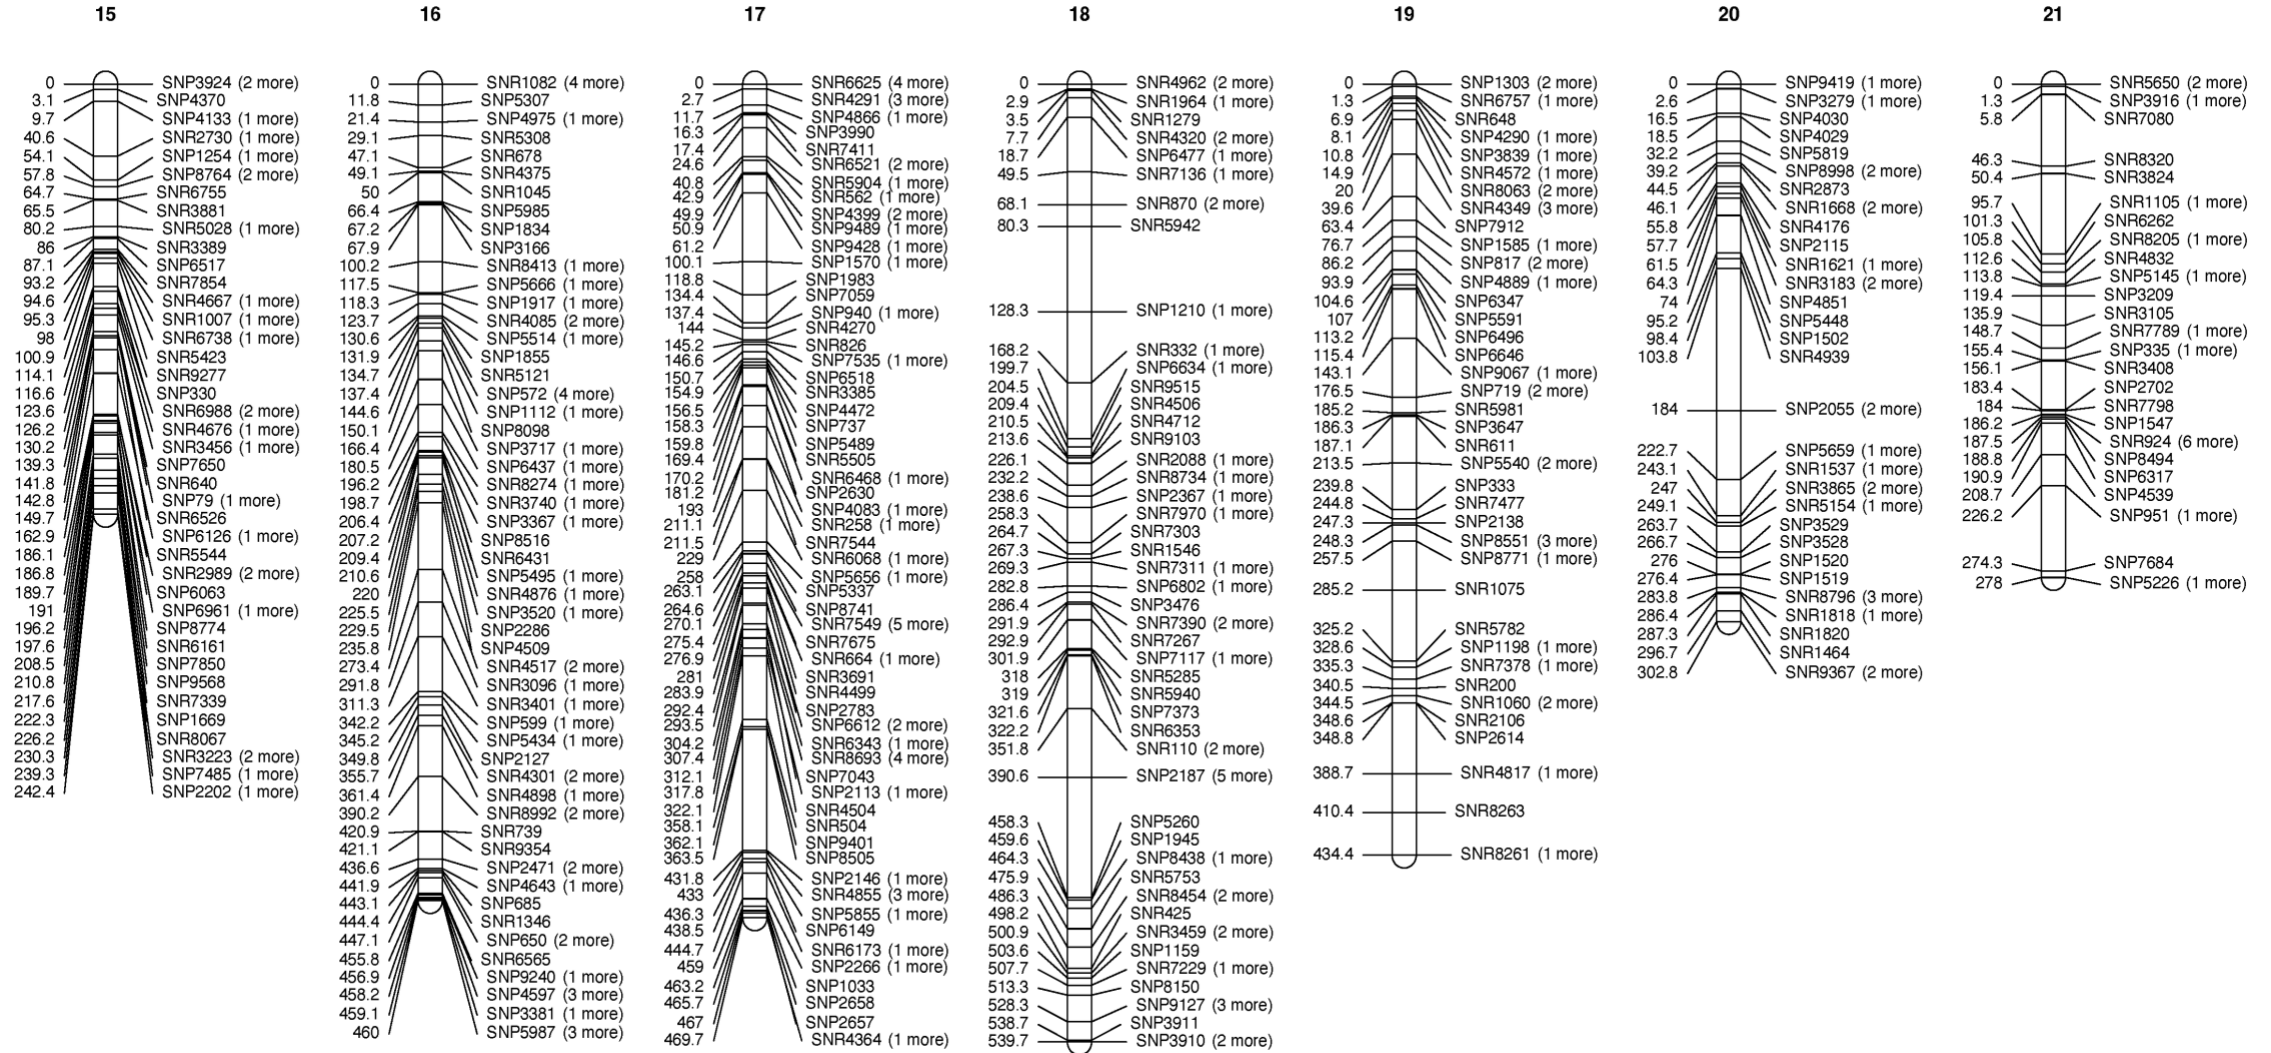 15
0 SNP3924 (2 more)
3.1 SNP4370
9.7 SNP4133 (1 more)
40.6 SNR2730 (1 more)
54.1 SNP1254 (1 more)
57.8 SNP8764 (2 more)
64.7 SNR6755
65.5 SNR3881
80.2 SNR5028 (1 more)
86 SNR3389
87.1 SNP6517
93.2 SNR7854
94.6 SNR4667 (1 more)
95.3 SNR1007 (1 more)
98 SNR6738 (1 more)
100.9 SNR5423
114.1 SNR9277
116.6 SNP330
123.6 SNR6988 (2 more)
126.2 SNR4676 (1 more)
130.2 SNR3456 (1 more)
139.3 SNP7650
141.8 SNR640
142.8 SNP79 (1 more)
149.7 SNR6526
162.9 SNP6126 (1 more)
186.1 SNR5544
186.8 SNR2989 (2 more)
189.7 SNP6063
191 SNP6961 (1 more)
196.2 SNP8774
197.6 SNR6161
208.5 SNP7850
210.8 SNP9568
217.6 SNR7339
222.3 SNP1669
226.2 SNR8067
230.3 SNR3223 (2 more)
239.3 SNP7485 (1 more)
242.4 SNP2202 (1 more)
16
0 SNR1082 (4 more)
11.8 SNP5307
21.4 SNP4975 (1 more)
29.1 SNR5308
47.1 SNR678
49.1 SNR4375
50 SNR1045
66.4 SNP5985
67.2 SNP1834
67.9 SNP3166
100.2 SNR8413 (1 more)
117.5 SNP5666 (1 more)
118.3 SNP1917 (1 more)
123.7 SNR4085 (2 more)
130.6 SNP5514 (1 more)
131.9 SNP1855
134.7 SNR5121
137.4 SNP572 (4 more)
144.6 SNP1112 (1 more)
150.1 SNP8098
166.4 SNP3717 (1 more)
180.5 SNP6437 (1 more)
196.2 SNR8274 (1 more)
198.7 SNR3740 (1 more)
206.4 SNP3367 (1 more)
207.2 SNP8516
209.4 SNR6431
210.6 SNP5495 (1 more)
220 SNR4876 (1 more)
225.5 SNP3520 (1 more)
229.5 SNP2286
235.8 SNP4509
273.4 SNR4517 (2 more)
291.8 SNR3096 (1 more)
311.3 SNR3401 (1 more)
342.2 SNP599 (1 more)
345.2 SNP5434 (1 more)
349.8 SNP2127
355.7 SNR4301 (2 more)
361.4 SNR4898 (1 more)
390.2 SNR8992 (2 more)
420.9 SNR739
421.1 SNR9354
436.6 SNP2471 (2 more)
441.9 SNP4643 (1 more)
443.1 SNP685
444.4 SNR1346
447.1 SNP650 (2 more)
455.8 SNR6565
456.9 SNP9240 (1 more)
458.2 SNP4597 (3 more)
459.1 SNP3381 (1 more)
460 SNP5987 (3 more)
17
0 SNR6625 (4 more)
2.7 SNR4291 (3 more)
11.7 SNP4866 (1 more)
16.3 SNP3990
17.4 SNR7411
24.6 SNR6521 (2 more)
40.8 SNR5904 (1 more)
42.9 SNR562 (1 more)
49.9 SNP4399 (2 more)
50.9 SNP9489 (1 more)
61.2 SNP9428 (1 more)
100.1 SNP1570 (1 more)
118.8 SNP1983
134.4 SNP7059
137.4 SNP940 (1 more)
144 SNR4270
145.2 SNR826
146.6 SNP7535 (1 more)
150.7 SNP6518
154.9 SNR3385
156.5 SNP4472
158.3 SNP737
159.8 SNP5489
169.4 SNR5505
170.2 SNR6468 (1 more)
181.2 SNP2630
193 SNP4083 (1 more)
211.1 SNR258 (1 more)
211.5 SNR7544
229 SNR6068 (1 more)
258 SNP5656 (1 more)
263.1 SNP5337
264.6 SNP8741
270.1 SNR7549 (5 more)
275.4 SNR7675
276.9 SNR664 (1 more)
281 SNR3691
283.9 SNR4499
292.4 SNP2783
293.5 SNP6612 (2 more)
304.2 SNR6343 (1 more)
307.4 SNR8693 (4 more)
312.1 SNP7043
317.8 SNP2113 (1 more)
322.1 SNR4504
358.1 SNR504
362.1 SNP9401
363.5 SNP8505
431.8 SNP2146 (1 more)
433 SNR4855 (3 more)
436.3 SNP5855 (1 more)
438.5 SNP6149
444.7 SNR6173 (1 more)
459 SNP2266 (1 more)
463.2 SNP1033
465.7 SNP2658
467 SNP2657
469.7 SNR4364 (1 more)
18
0 SNR4962 (2 more)
2.9 SNR1964 (1 more)
3.5 SNR1279
7.7 SNR4320 (2 more)
18.7 SNP6477 (1 more)
49.5 SNR7136 (1 more)
68.1 SNR870 (2 more)
80.3 SNR5942
128.3 SNP1210 (1 more)
168.2 SNR332 (1 more)
199.7 SNP6634 (1 more)
204.5 SNR9515
209.4 SNR4506
210.5 SNR4712
213.6 SNR9103
226.1 SNR2088 (1 more)
232.2 SNR8734 (1 more)
238.6 SNP2367 (1 more)
258.3 SNR7970 (1 more)
264.7 SNR7303
267.3 SNR1546
269.3 SNR7311 (1 more)
282.8 SNP6802 (1 more)
286.4 SNP3476
291.9 SNR7390 (2 more)
292.9 SNR7267
301.9 SNP7117 (1 more)
318 SNR5285
319 SNR5940
321.6 SNP7373
322.2 SNR6353
351.8 SNR110 (2 more)
390.6 SNP2187 (5 more)
458.3 SNP5260
459.6 SNP1945
464.3 SNP8438 (1 more)
475.9 SNR5753
486.3 SNR8454 (2 more)
498.2 SNR425
500.9 SNR3459 (2 more)
503.6 SNP1159
507.7 SNR7229 (1 more)
513.3 SNP8150
528.3 SNP9127 (3 more)
538.7 SNP3911
539.7 SNP3910 (2 more)
19
0 SNP1303 (2 more)
1.3 SNR6757 (1 more)
6.9 SNR648
8.1 SNP4290 (1 more)
10.8 SNP3839 (1 more)
14.9 SNR4572 (1 more)
20 SNR8063 (2 more)
39.6 SNR4349 (3 more)
63.4 SNP7912
76.7 SNP1585 (1 more)
86.2 SNP817 (2 more)
93.9 SNP4889 (1 more)
104.6 SNP6347
107 SNP5591
113.2 SNP6496
115.4 SNP6646
143.1 SNP9067 (1 more)
176.5 SNP719 (2 more)
185.2 SNR5981
186.3 SNP3647
187.1 SNR611
213.5 SNP5540 (2 more)
239.8 SNP333
244.8 SNR7477
247.3 SNP2138
248.3 SNP8551 (3 more)
257.5 SNP8771 (1 more)
285.2 SNR1075
325.2 SNR5782
328.6 SNP1198 (1 more)
335.3 SNR7378 (1 more)
340.5 SNR200
344.5 SNR1060 (2 more)
348.6 SNR2106
348.8 SNP2614
388.7 SNR4817 (1 more)
410.4 SNR8263
434.4 SNR8261 (1 more)
20
0 SNP9419 (1 more)
2.6 SNP3279 (1 more)
16.5 SNP4030
18.5 SNP4029
32.2 SNP5819
39.2 SNP8998 (2 more)
44.5 SNR2873
46.1 SNR1668 (2 more)
55.8 SNR4176
57.7 SNP2115
61.5 SNR1621 (1 more)
64.3 SNR3183 (2 more)
74 SNP4851
95.2 SNP5448
98.4 SNP1502
103.8 SNR4939
184 SNP2055 (2 more)
222.7 SNP5659 (1 more)
243.1 SNR1537 (1 more)
247 SNR3865 (2 more)
249.1 SNR5154 (1 more)
263.7 SNP3529
266.7 SNP3528
276 SNP1520
276.4 SNP1519
283.8 SNR8796 (3 more)
286.4 SNR1818 (1 more)
287.3 SNR1820
296.7 SNR1464
302.8 SNR9367 (2 more)
21
0 SNR5650 (2 more)
1.3 SNP3916 (1 more)
5.8 SNR7080
46.3 SNR8320
50.4 SNR3824
95.7 SNR1105 (1 more)
101.3 SNR6262
105.8 SNR8205 (1 more)
112.6 SNR4832
113.8 SNP5145 (1 more)
119.4 SNP3209
135.9 SNR3105
148.7 SNR7789 (1 more)
155.4 SNP335 (1 more)
156.1 SNR3408
183.4 SNP2702
184 SNR7798
186.2 SNP1547
187.5 SNR924 (6 more)
188.8 SNP8494
190.9 SNP6317
208.7 SNP4539
226.2 SNP951 (1 more)
274.3 SNP7684
278 SNP5226 (1 more)